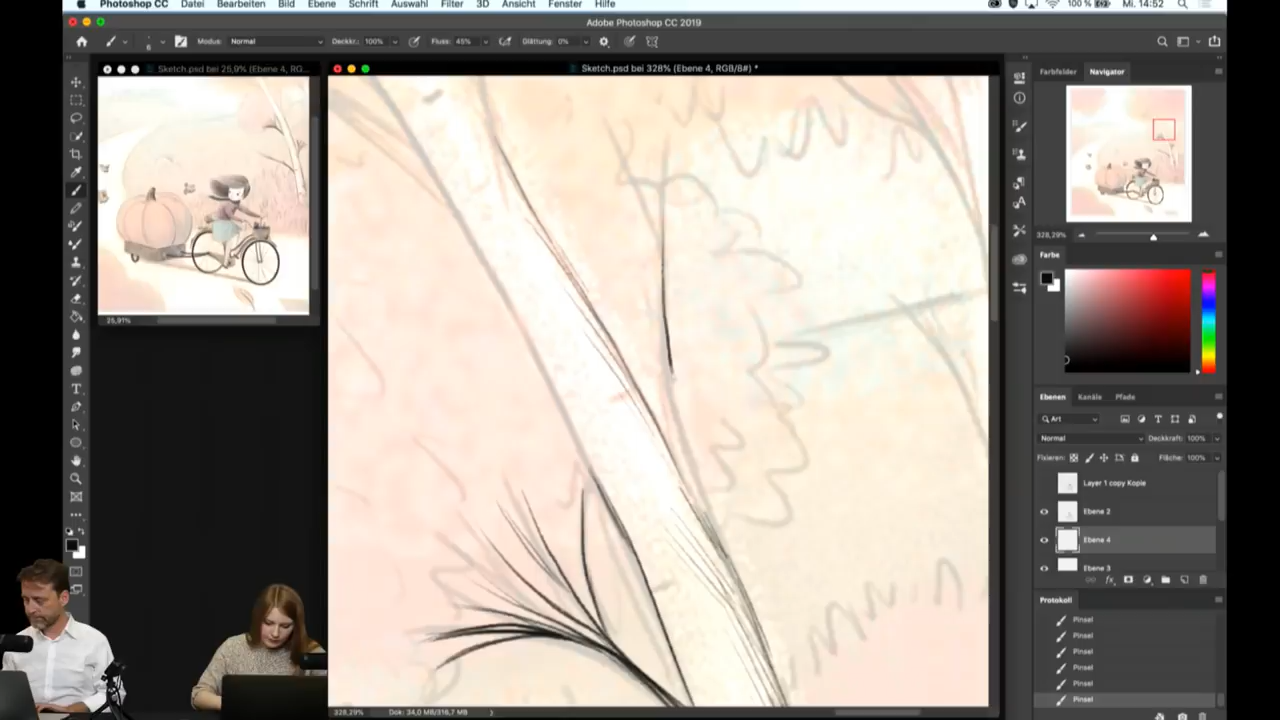 Photoshop CC Datei Bearbeiten Bild Ebene Schrift Auswahl Filter 3D Ansicht Fenster Hilfe 100 % Mi. 14:52
Adobe Photoshop CC 2019
Modus: Normal Deckkr.: 100% Fluss: 45% Glättung: 0%
Sketch.psd bei 25,9% (Ebene 4, RG...
Sketch.psd bei 328% (Ebene 4, RGB/8#) *
Farbfelder Navigator
328,29%
Farbe
25,91%
Ebenen Kanäle Pfade
Art
Normal Deckkraft: 100%
Fixieren: Fläche: 100%
Layer 1 copy Kopie
Ebene 2
Ebene 4
Ebene 3
fx
Protokoll
Pinsel
Pinsel
Pinsel
Pinsel
Pinsel
Pinsel
328,29% Dok: 34,0 MB/316,7 MB